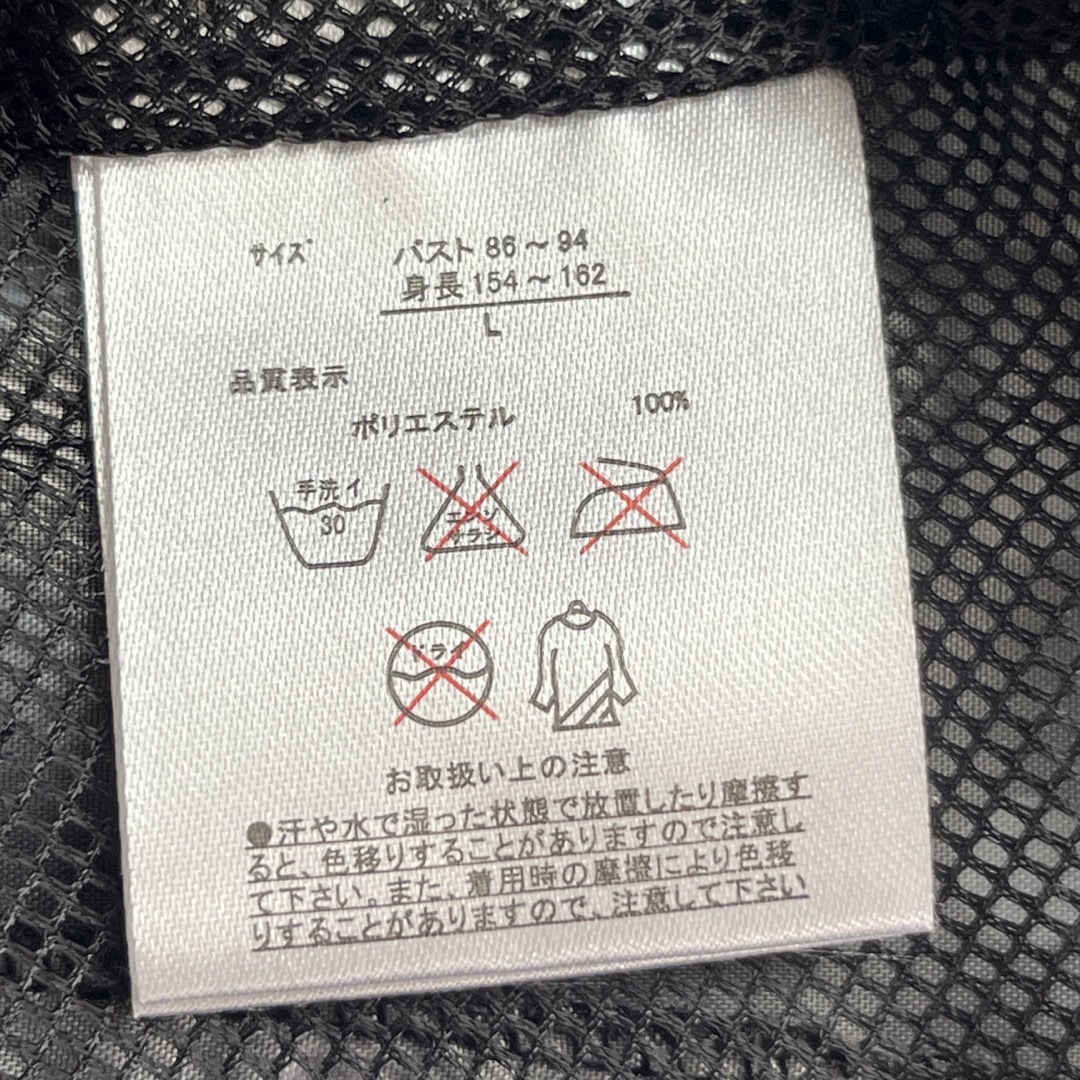 サイズ
バスト 86～94
身長 154～162
L
品質表示
ポリエステル 100%
手洗イ
30
エンソ
サラシ
ドライ
お取扱い上の注意
●汗や水で湿った状態で放置したり摩擦す
ると、色移りすることがありますので注意し
て下さい。また、着用時の摩擦により色移
りすることがありますので、注意して下さい